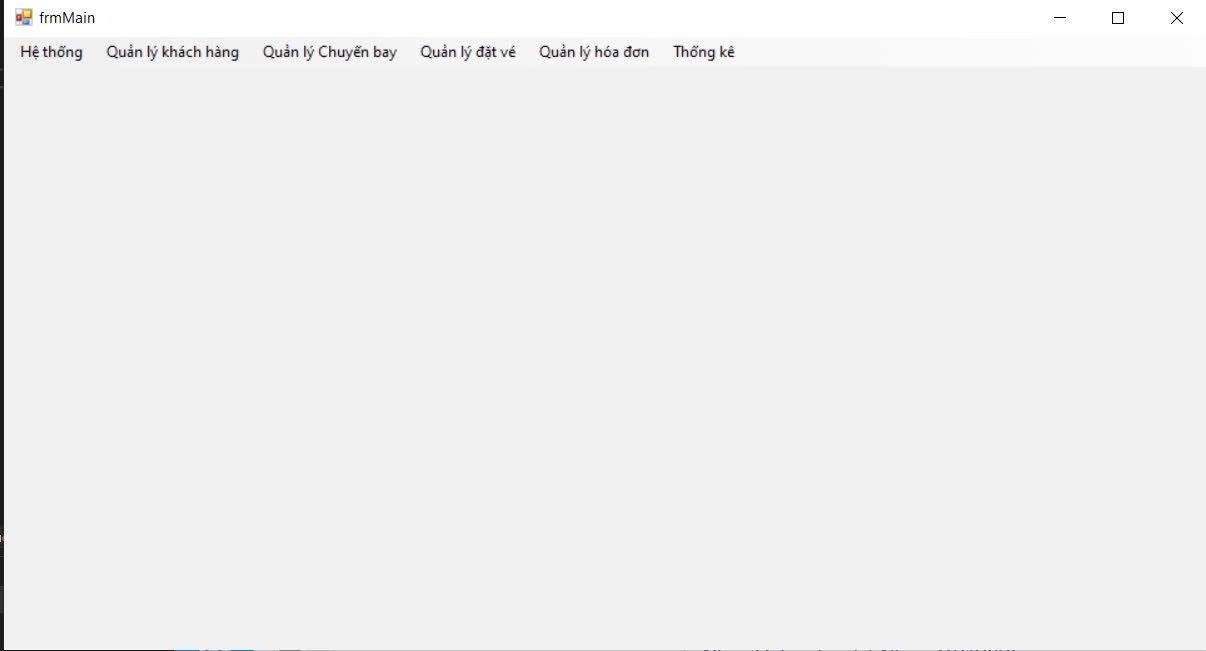 frmMain
Hệ thống Quản lý khách hàng Quản lý Chuyến bay Quản lý đặt vé Quản lý hóa đơn Thống kê